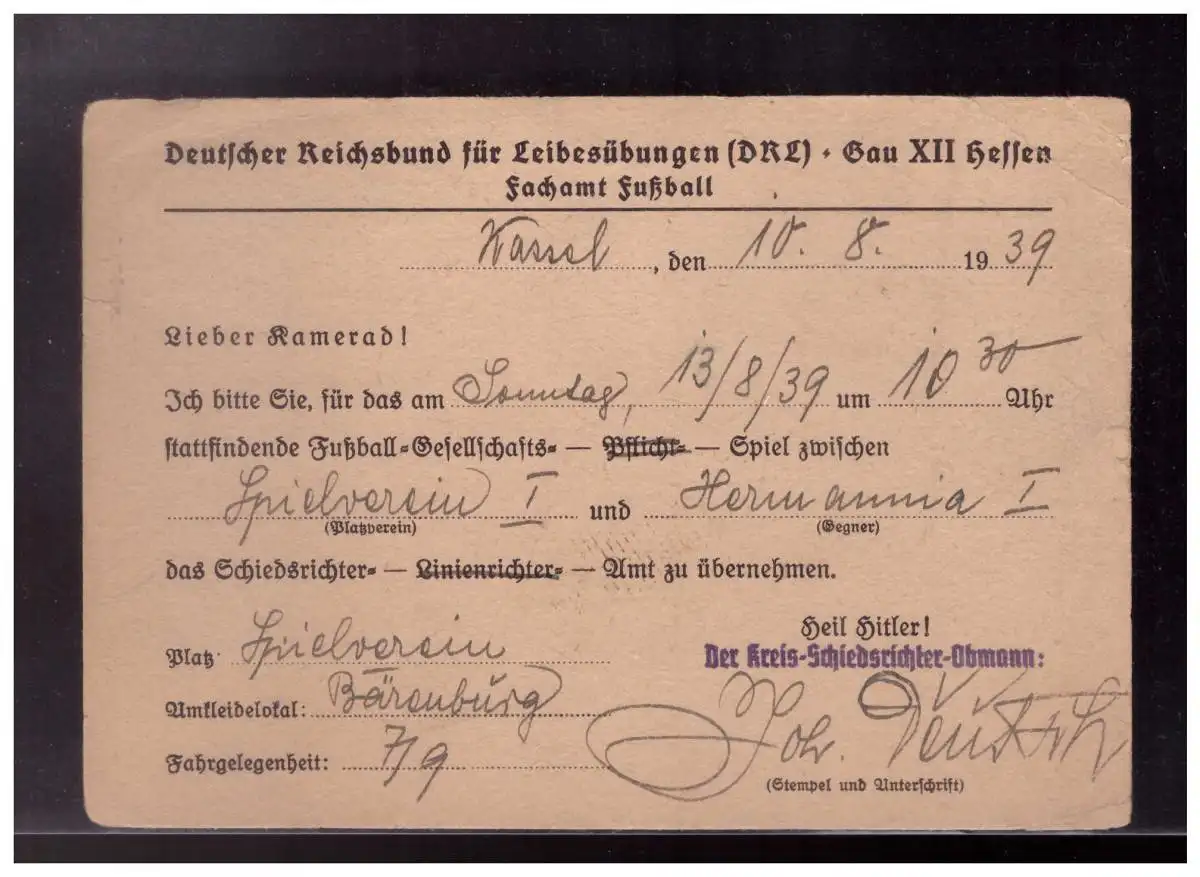 Deutscher Reichsbund für Leibesübungen (DRL) · Gau XII Hessen
Fachamt Fußball
Kassel, den 10. 8. 1939
Lieber Kamerad!
Ich bitte Sie, für das am Sonntag, 13/8/39 um 10 30 Uhr
stattfindende Fußball-Gesellschafts- — Pflicht- — Spiel zwischen
Spielverein I und Hermannia I
(Platzverein) (Gegner)
das Schiedsrichter- — Linienrichter- — Amt zu übernehmen.
Heil Hitler!
Der Kreis-Schiedsrichter-Obmann:
Platz Spielverein
Umkleidelokal: Bärenburg
Fahrgelegenheit: 7/9
Joh.
(Stempel und Unterschrift)